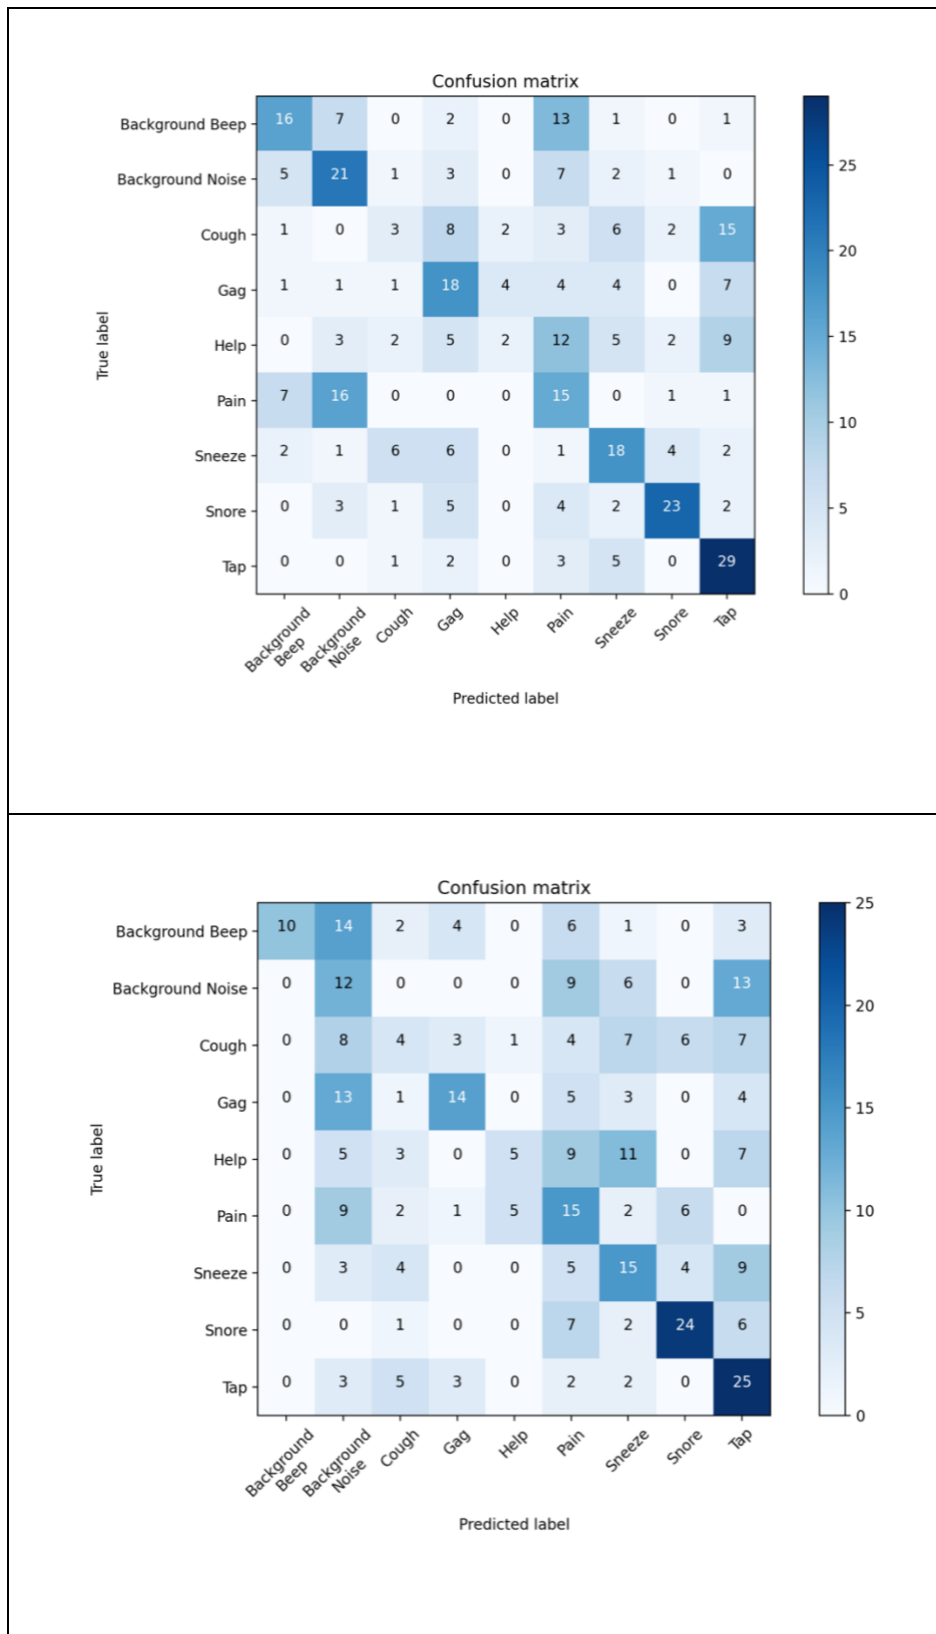 Confusion matrix
Background Beep 16 7 0 2 0 13 1 0 1
Background Noise 5 21 1 3 0 7 2 1 0
Cough 1 0 3 8 2 3 6 2 15
Gag 1 1 1 18 4 4 4 0 7
Help 0 3 2 5 2 12 5 2 9
Pain 7 16 0 0 0 15 0 1 1
Sneeze 2 1 6 6 0 1 18 4 2
Snore 0 3 1 5 0 4 2 23 2
Tap 0 0 1 2 0 3 5 0 29
True label
Background
Beep
Background
Noise
Cough
Gag
Help
Pain
Sneeze
Snore
Tap
Predicted label
25
20
15
10
5
0
Confusion matrix
Background Beep 10 14 2 4 0 6 1 0 3
Background Noise 0 12 0 0 0 9 6 0 13
Cough 0 8 4 3 1 4 7 6 7
Gag 0 13 1 14 0 5 3 0 4
Help 0 5 3 0 5 9 11 0 7
Pain 0 9 2 1 5 15 2 6 0
Sneeze 0 3 4 0 0 5 15 4 9
Snore 0 0 1 0 0 7 2 24 6
Tap 0 3 5 3 0 2 2 0 25
True label
Background
Beep
Background
Noise
Cough
Gag
Help
Pain
Sneeze
Snore
Tap
Predicted label
25
20
15
10
5
0